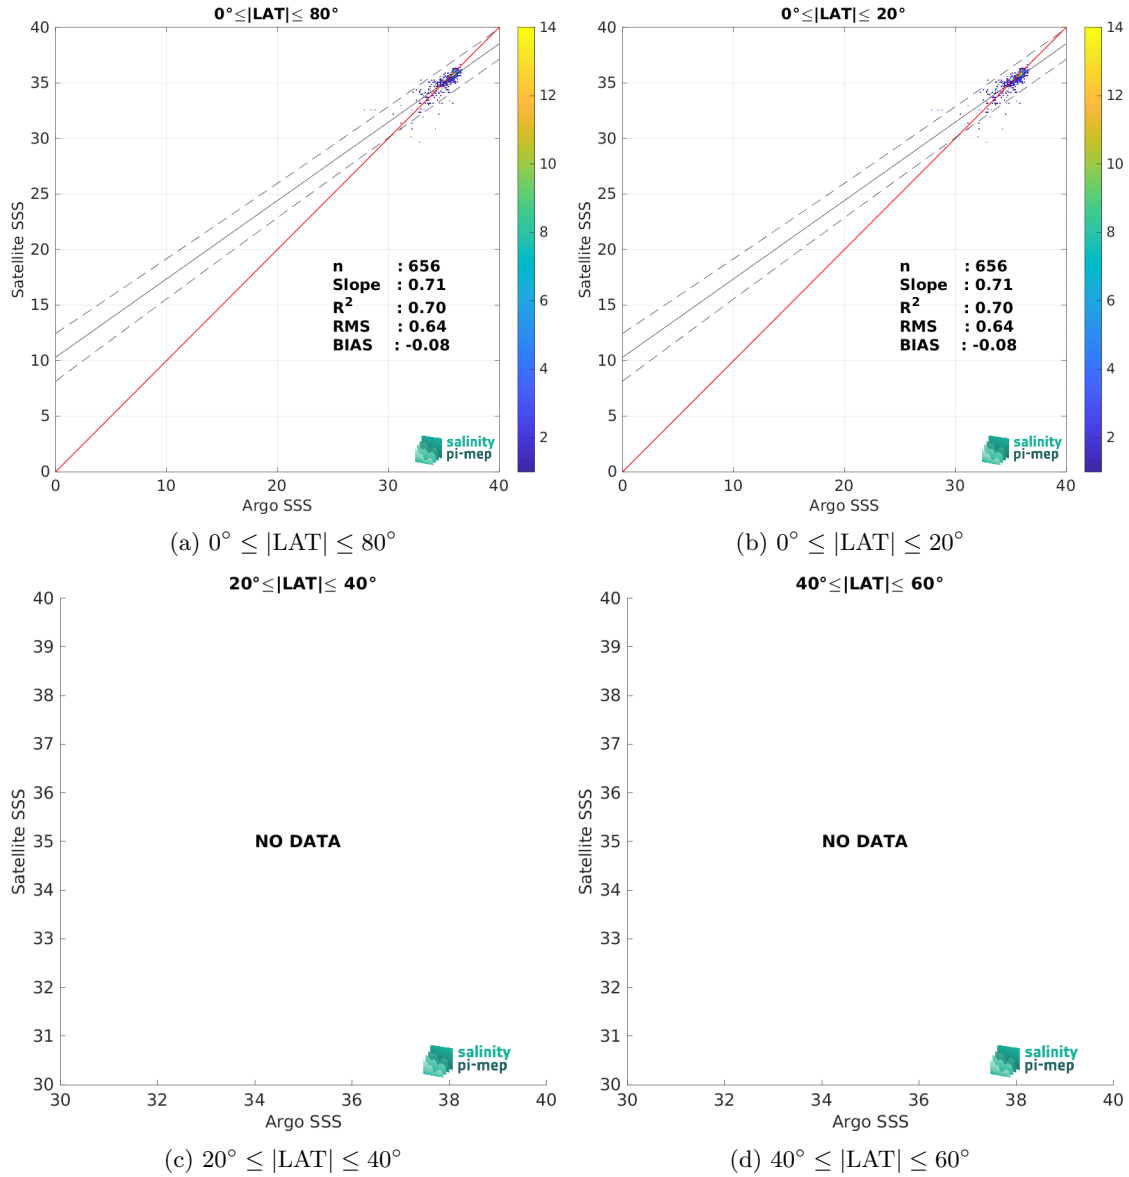 0°≤|LAT|≤ 80°
40
35
30
25
20
15
10
5
0
0
10
20
30
40
Satellite SSS
Argo SSS
n : 656
Slope : 0.71
R² : 0.70
RMS : 0.64
BIAS : -0.08
salinity
pi-mep
14
12
10
8
6
4
2
(a) 0° ≤ |LAT| ≤ 80°
0°≤|LAT|≤ 20°
40
35
30
25
20
15
10
5
0
0
10
20
30
40
Satellite SSS
Argo SSS
n : 656
Slope : 0.71
R² : 0.70
RMS : 0.64
BIAS : -0.08
salinity
pi-mep
14
12
10
8
6
4
2
(b) 0° ≤ |LAT| ≤ 20°
20°≤|LAT|≤ 40°
40
39
38
37
36
35
34
33
32
31
30
30
32
34
36
38
40
Satellite SSS
Argo SSS
NO DATA
salinity
pi-mep
(c) 20° ≤ |LAT| ≤ 40°
40°≤|LAT|≤ 60°
40
39
38
37
36
35
34
33
32
31
30
30
32
34
36
38
40
Satellite SSS
Argo SSS
NO DATA
salinity
pi-mep
(d) 40° ≤ |LAT| ≤ 60°